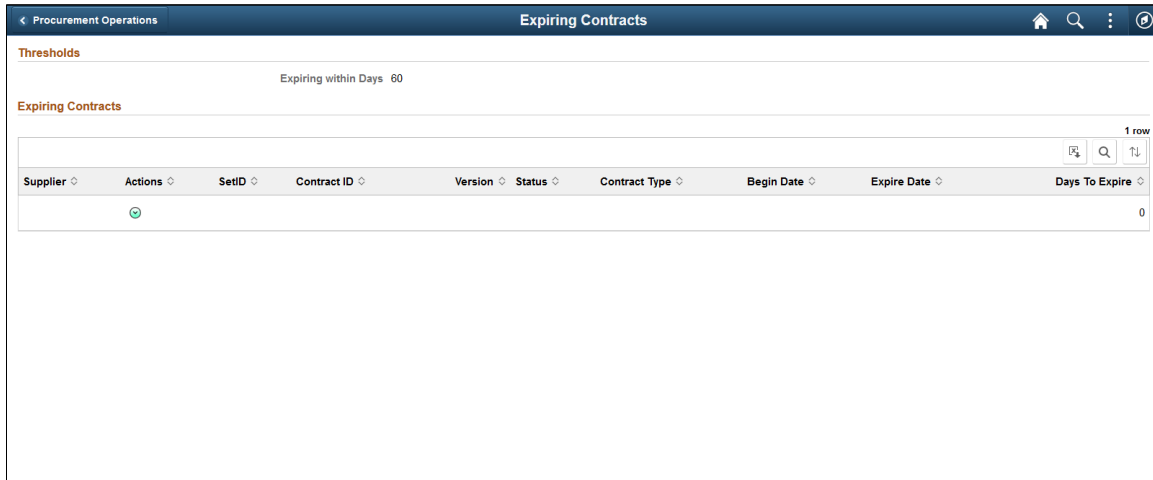 Procurement Operations
Expiring Contracts
Thresholds
Expiring within Days 60
Expiring Contracts
1 row
Supplier Actions SetID Contract ID Version Status Contract Type Begin Date Expire Date Days To Expire
0